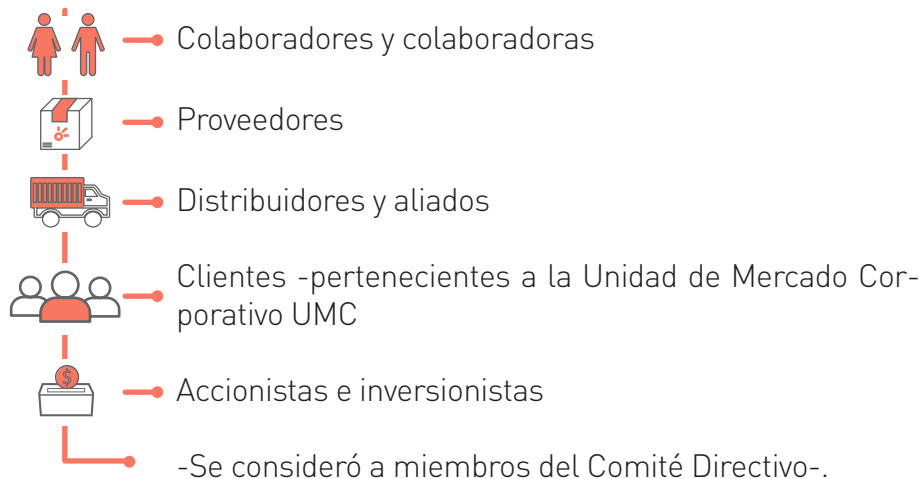 Colaboradores y colaboradoras
Proveedores
Distribuidores y aliados
Clientes -pertenecientes a la Unidad de Mercado Cor-
porativo UMC
$
Accionistas e inversionistas
-Se consideró a miembros del Comité Directivo-.